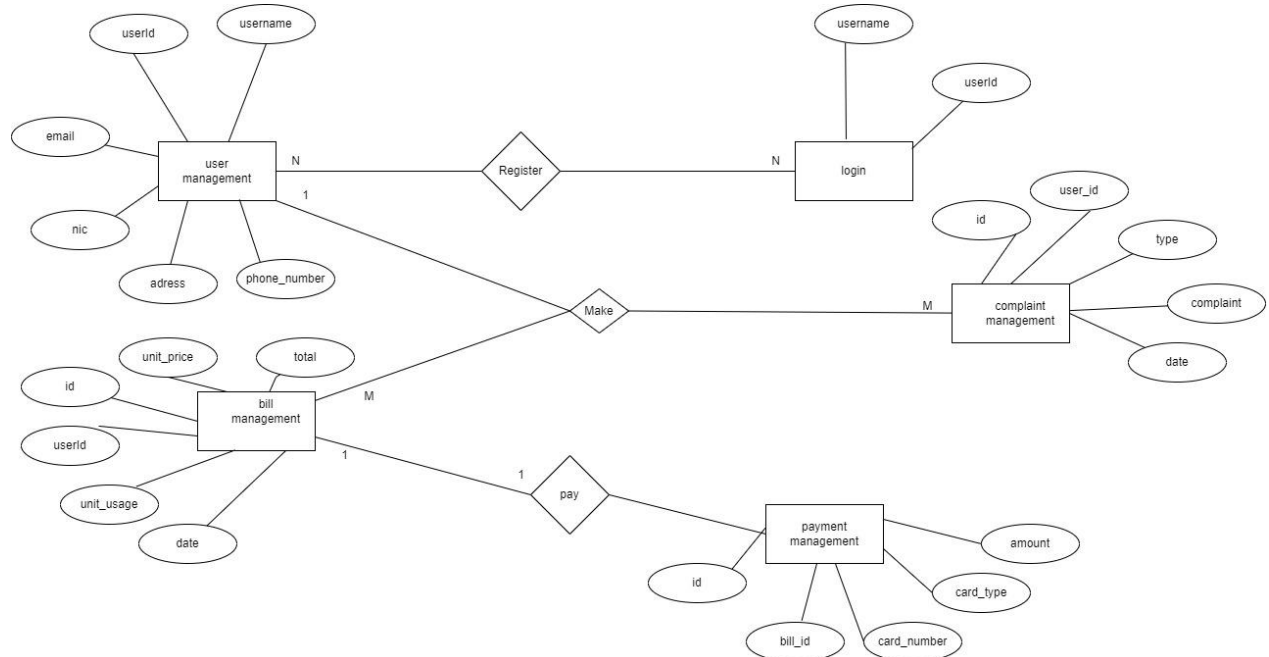 username
userId
username
userId
email
user
management
N
Register
N
login
1
user_id
id
type
nic
adress
phone_number
complaint
management
complaint
Make
M
date
unit_price
total
id
bill
management
M
userId
1
1
pay
unit_usage
date
payment
management
amount
id
card_type
bill_id
card_number